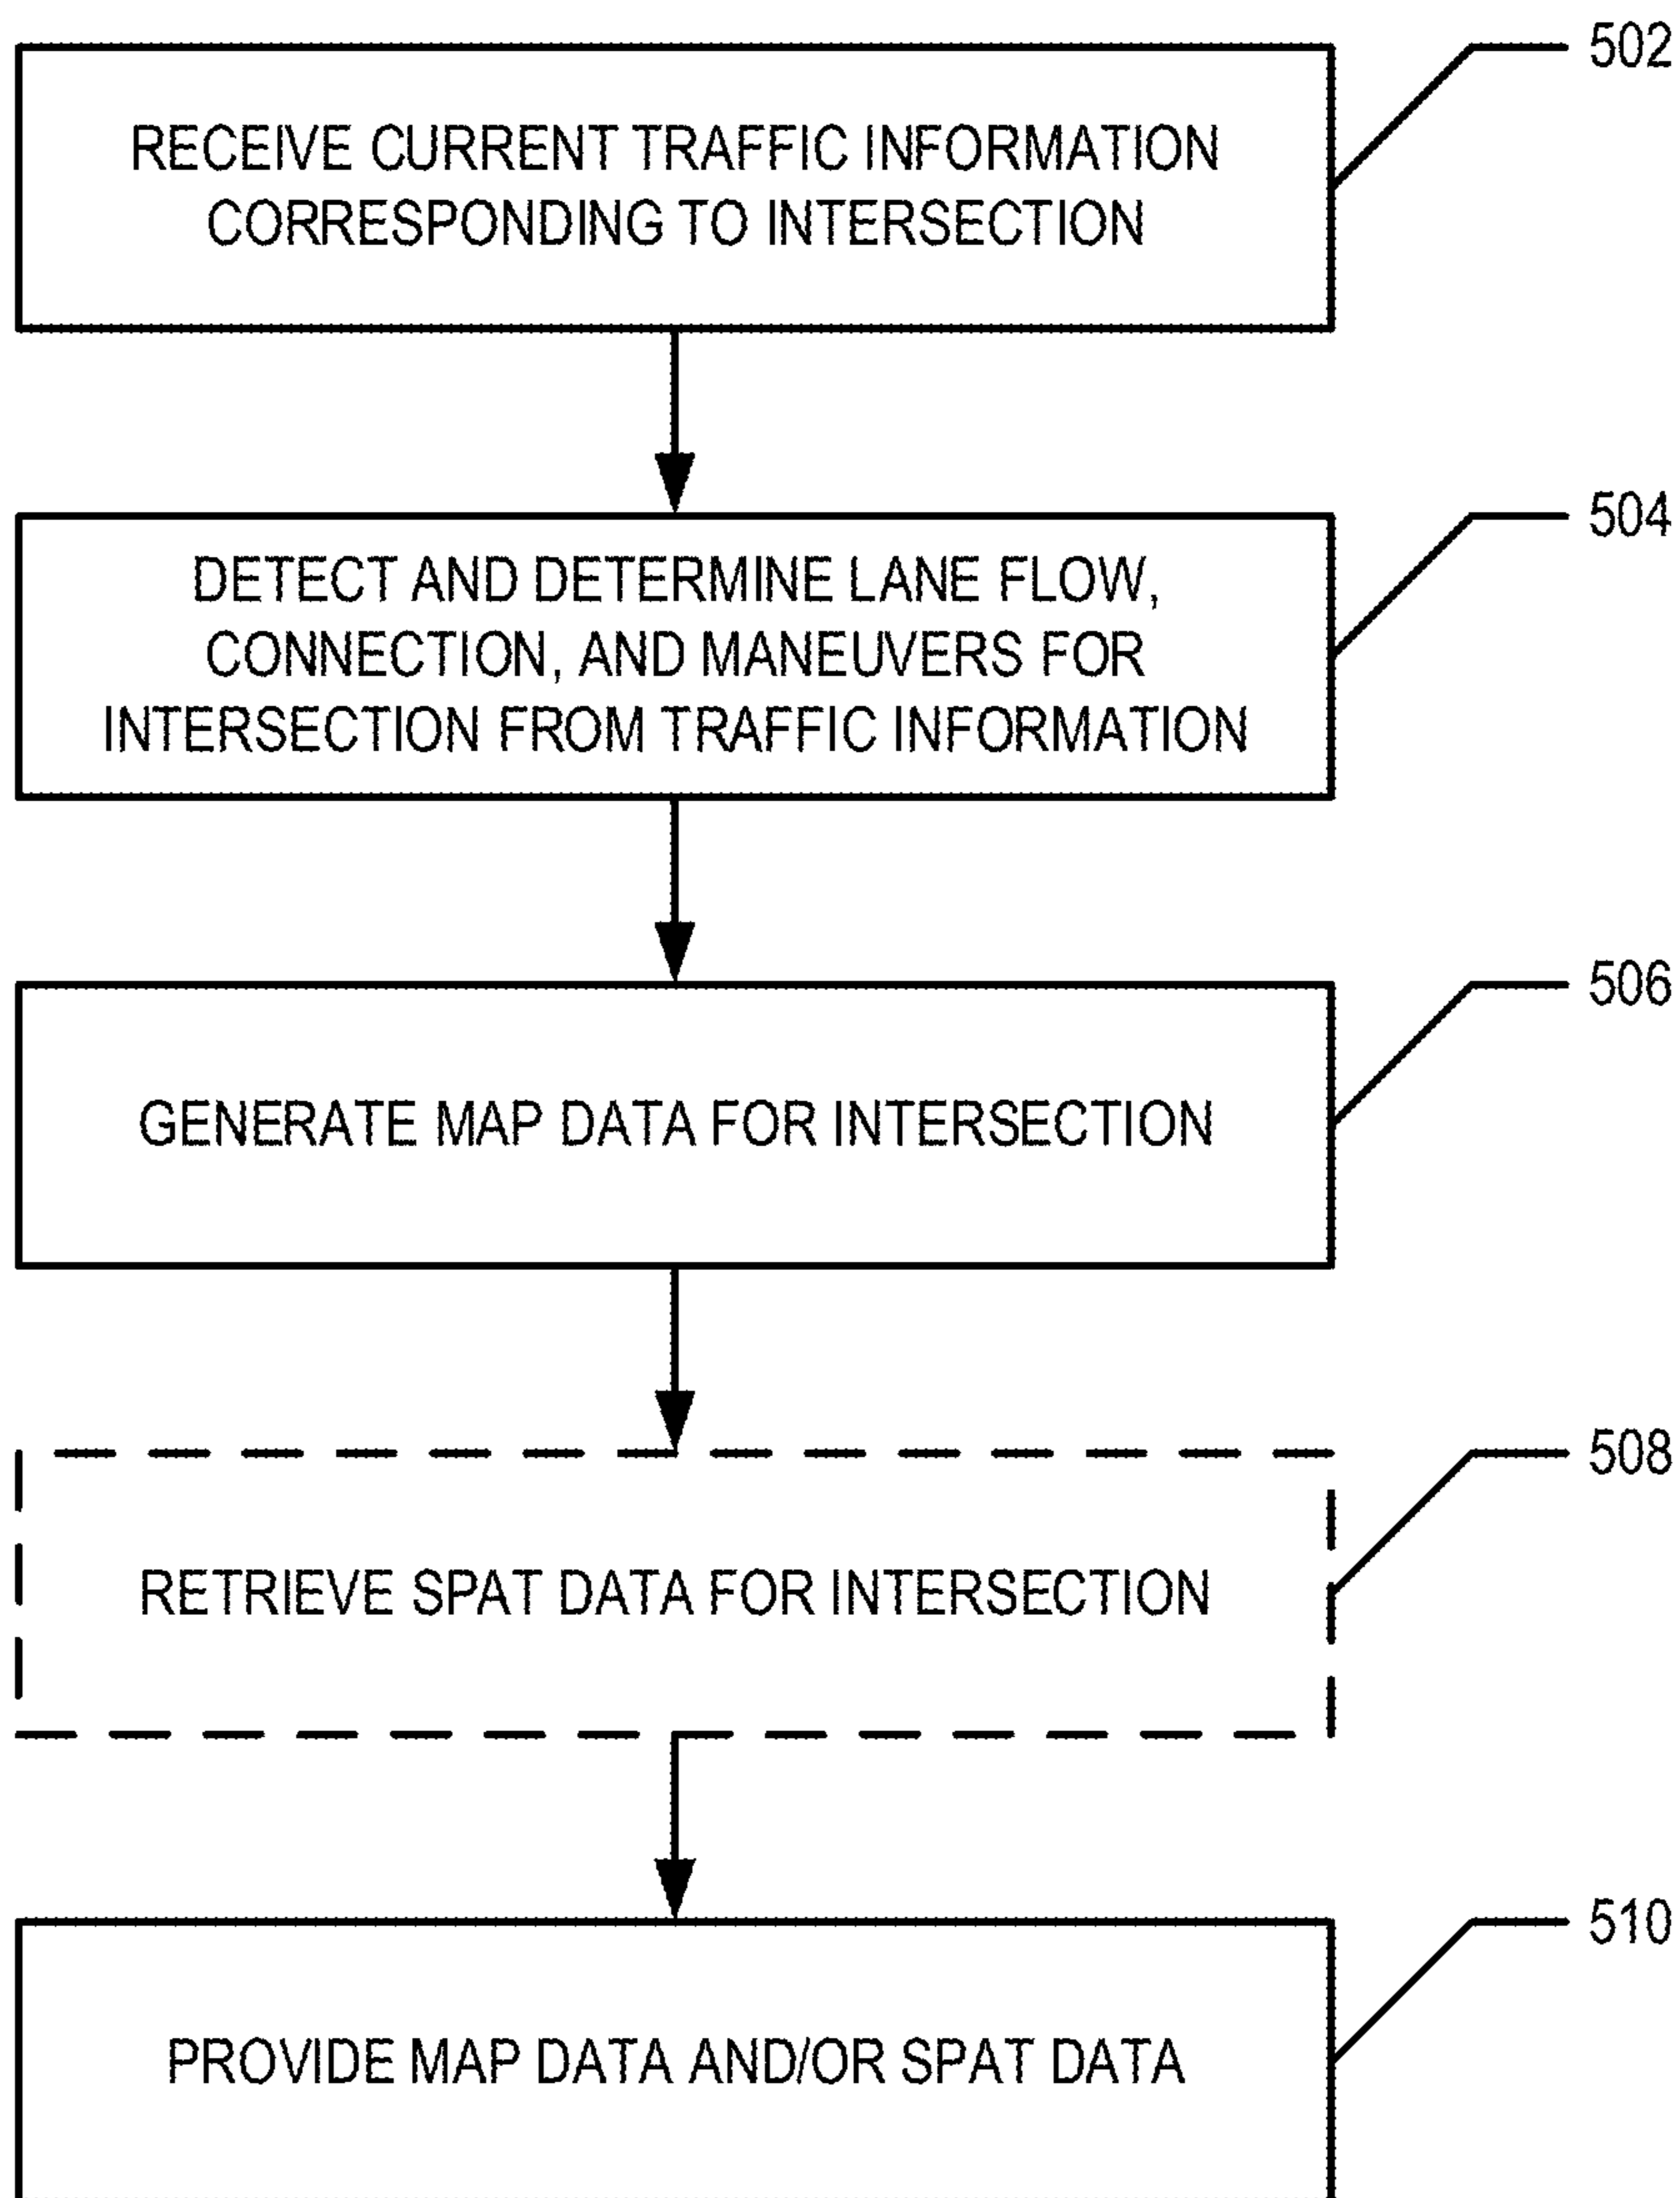 502
RECEIVE CURRENT TRAFFIC INFORMATION
CORRESPONDING TO INTERSECTION
504
DETECT AND DETERMINE LANE FLOW,
CONNECTION, AND MANEUVERS FOR
INTERSECTION FROM TRAFFIC INFORMATION
506
GENERATE MAP DATA FOR INTERSECTION
508
RETRIEVE SPAT DATA FOR INTERSECTION
510
PROVIDE MAP DATA AND/OR SPAT DATA